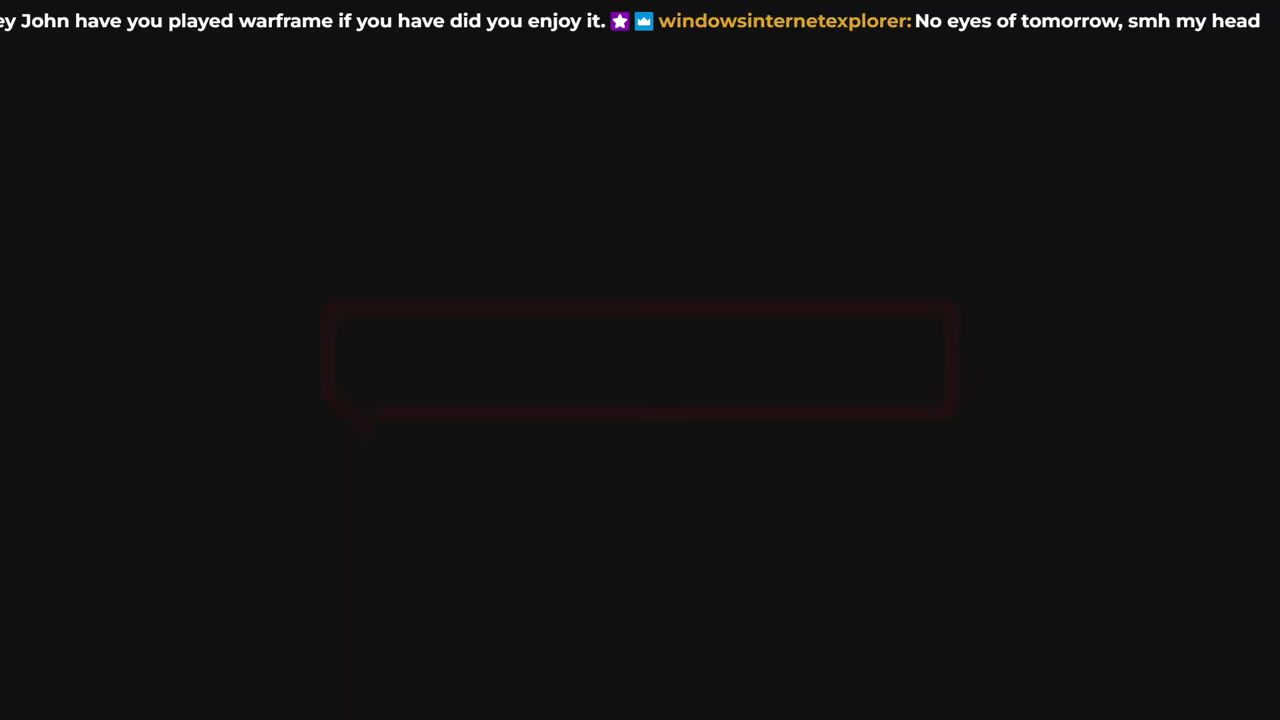 ey John have you played warframe if you have did you enjoy it. windowsinternetexplorer: No eyes of tomorrow, smh my head